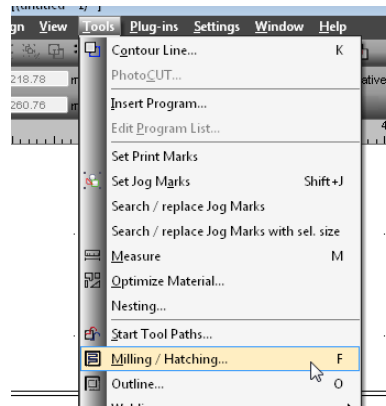 gn View Tools Plug-ins Settings Window Help
Contour Line... K
218.78 m PhotoCUT... ative
260.76 m Insert Program...
Edit Program List...
4
Set Print Marks
Set Jog Marks Shift+J
Search / replace Jog Marks
Search / replace Jog Marks with sel. size
Measure M
Optimize Material...
Nesting...
Start Tool Paths...
Milling / Hatching... F
Outline... O